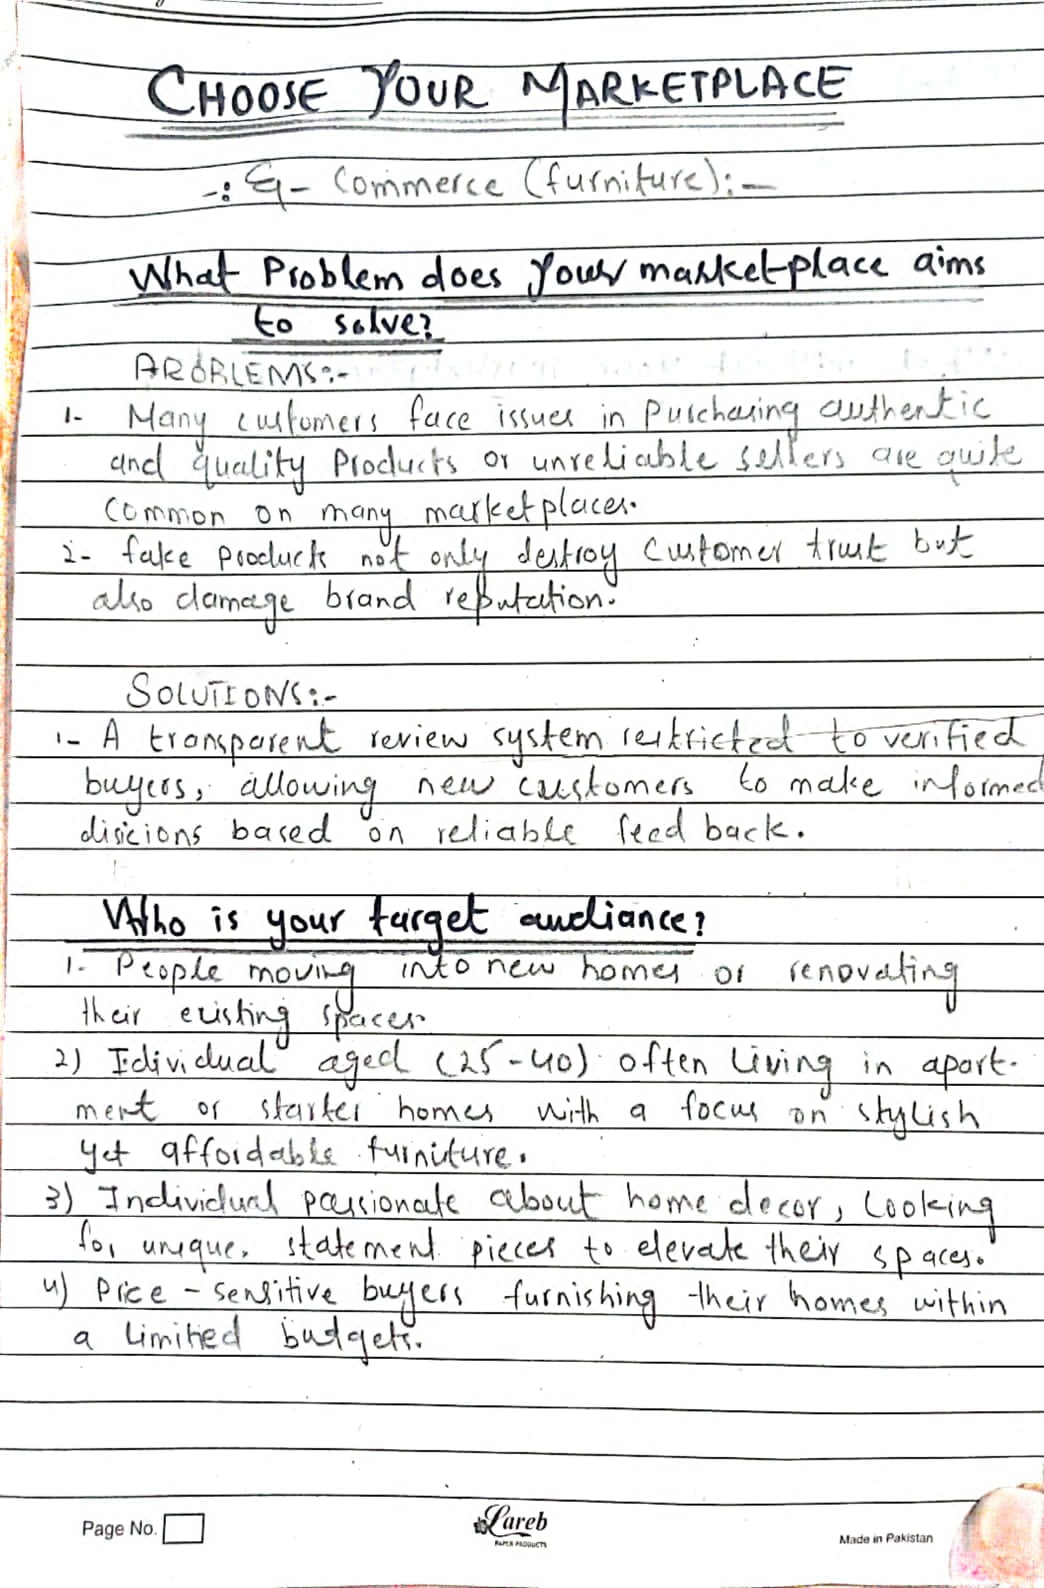 CHOOSE YOUR MARKETPLACE
-: E- Commerce (furniture):-
What Problem does your marketplace aims
to solve?
PROBLEMS:-
1- Many customers face issues in purchasing authentic
and quality Products or unreliable sellers are quite
common on many marketplaces.
2- fake products not only destroy customer trust but
also damage brand reputation.
SOLUTIONS:-
1- A transparent review system restricted to verified
buyers, allowing new customers to make informed
disicions based on reliable feed back.
Who is your target audiance?
1- People moving into new homes or renovating
their existing spaces
2) Idividual aged (25-40) often living in apart-
ment or starter homes with a focus on stylish
yet affordable furniture.
3) Individual passionate about home decor, looking
for unique, statement pieces to elevate their spaces.
4) Price - sensitive buyers furnishing their homes within
a limited budgets.
Page No.
Lareb
PAPER PRODUCTS
Made in Pakistan